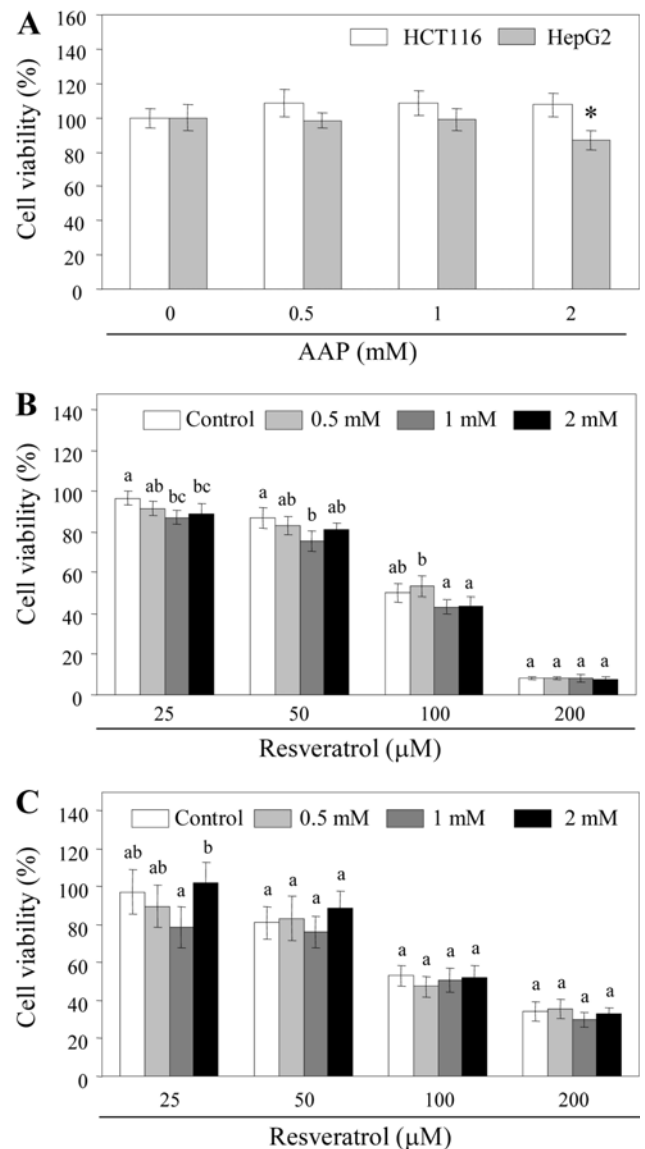 A
Cell viability (%)
160
140
120
100
80
60
40
20
0
HCT116 HepG2
*
0 0.5 1 2
AAP (mM)
B
Cell viability (%)
140
120
100
80
60
40
20
0
Control 0.5 mM 1 mM 2 mM
a ab bc bc
a ab b ab
ab b a a
a a a a
25 50 100 200
Resveratrol (μM)
C
Cell viability (%)
140
120
100
80
60
40
20
0
Control 0.5 mM 1 mM 2 mM
ab ab a b
a a a a
a a a a
a a a a
25 50 100 200
Resveratrol (μM)